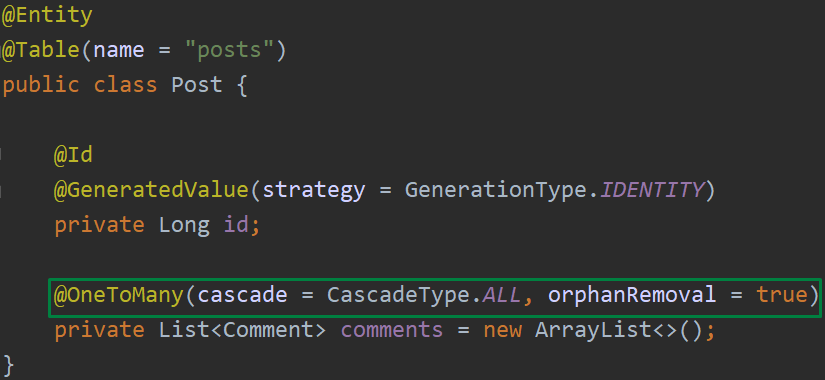 @Entity
@Table(name = "posts")
public class Post {
@Id
@GeneratedValue(strategy = GenerationType.IDENTITY)
private Long id;
@OneToMany(cascade = CascadeType.ALL, orphanRemoval = true)
private List<Comment> comments = new ArrayList<>();
}